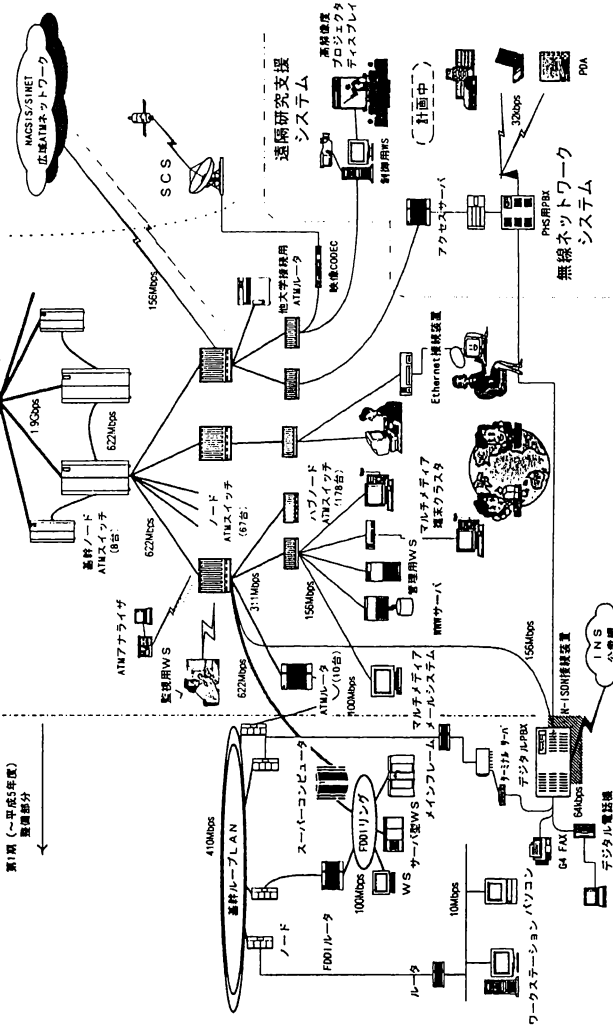 第1期 (~平成5年度)
整備部分
基幹ループLAN
410Mbps
ノード
FDDIルータ
スーパーコンピュータ
FDDIリング
100Mbps
WS
サーバ型WS
メインフレーム
ルータ
10Mbps
ワークステーション
パソコン
ターミナル サーバ
デジタルPBX
G4 FAX
64kbps
デジタル電話機
N-ISDN接続装置
INS
156Mbps
基幹ノード
ATMスイッチ
(8台)
1.9Gbps
622Mbps
622Mbps
ATMアナライザ
監視用WS
622Mbps
ノード
ATMスイッチ
(67台)
311Mbps
ATMルータ
(10台)
100Mbps
マルチメディア
メールシステム
156Mbps
ハブノード
ATMスイッチ
(178台)
WWWサーバ
管理用WS
マルチメディア
端末クラスタ
Ethernet接続装置
NACSIS/SINET
広域ATMネットワーク
156Mbps
SCS
他大学接続用
ATMルータ
映像CODEC
遠隔研究支援
システム
高解像度
プロジェクタ
ディスプレイ
制御用WS
計画中
アクセスサーバ
PHS用PBX
32kbps
PDA
無線ネットワーク
システム